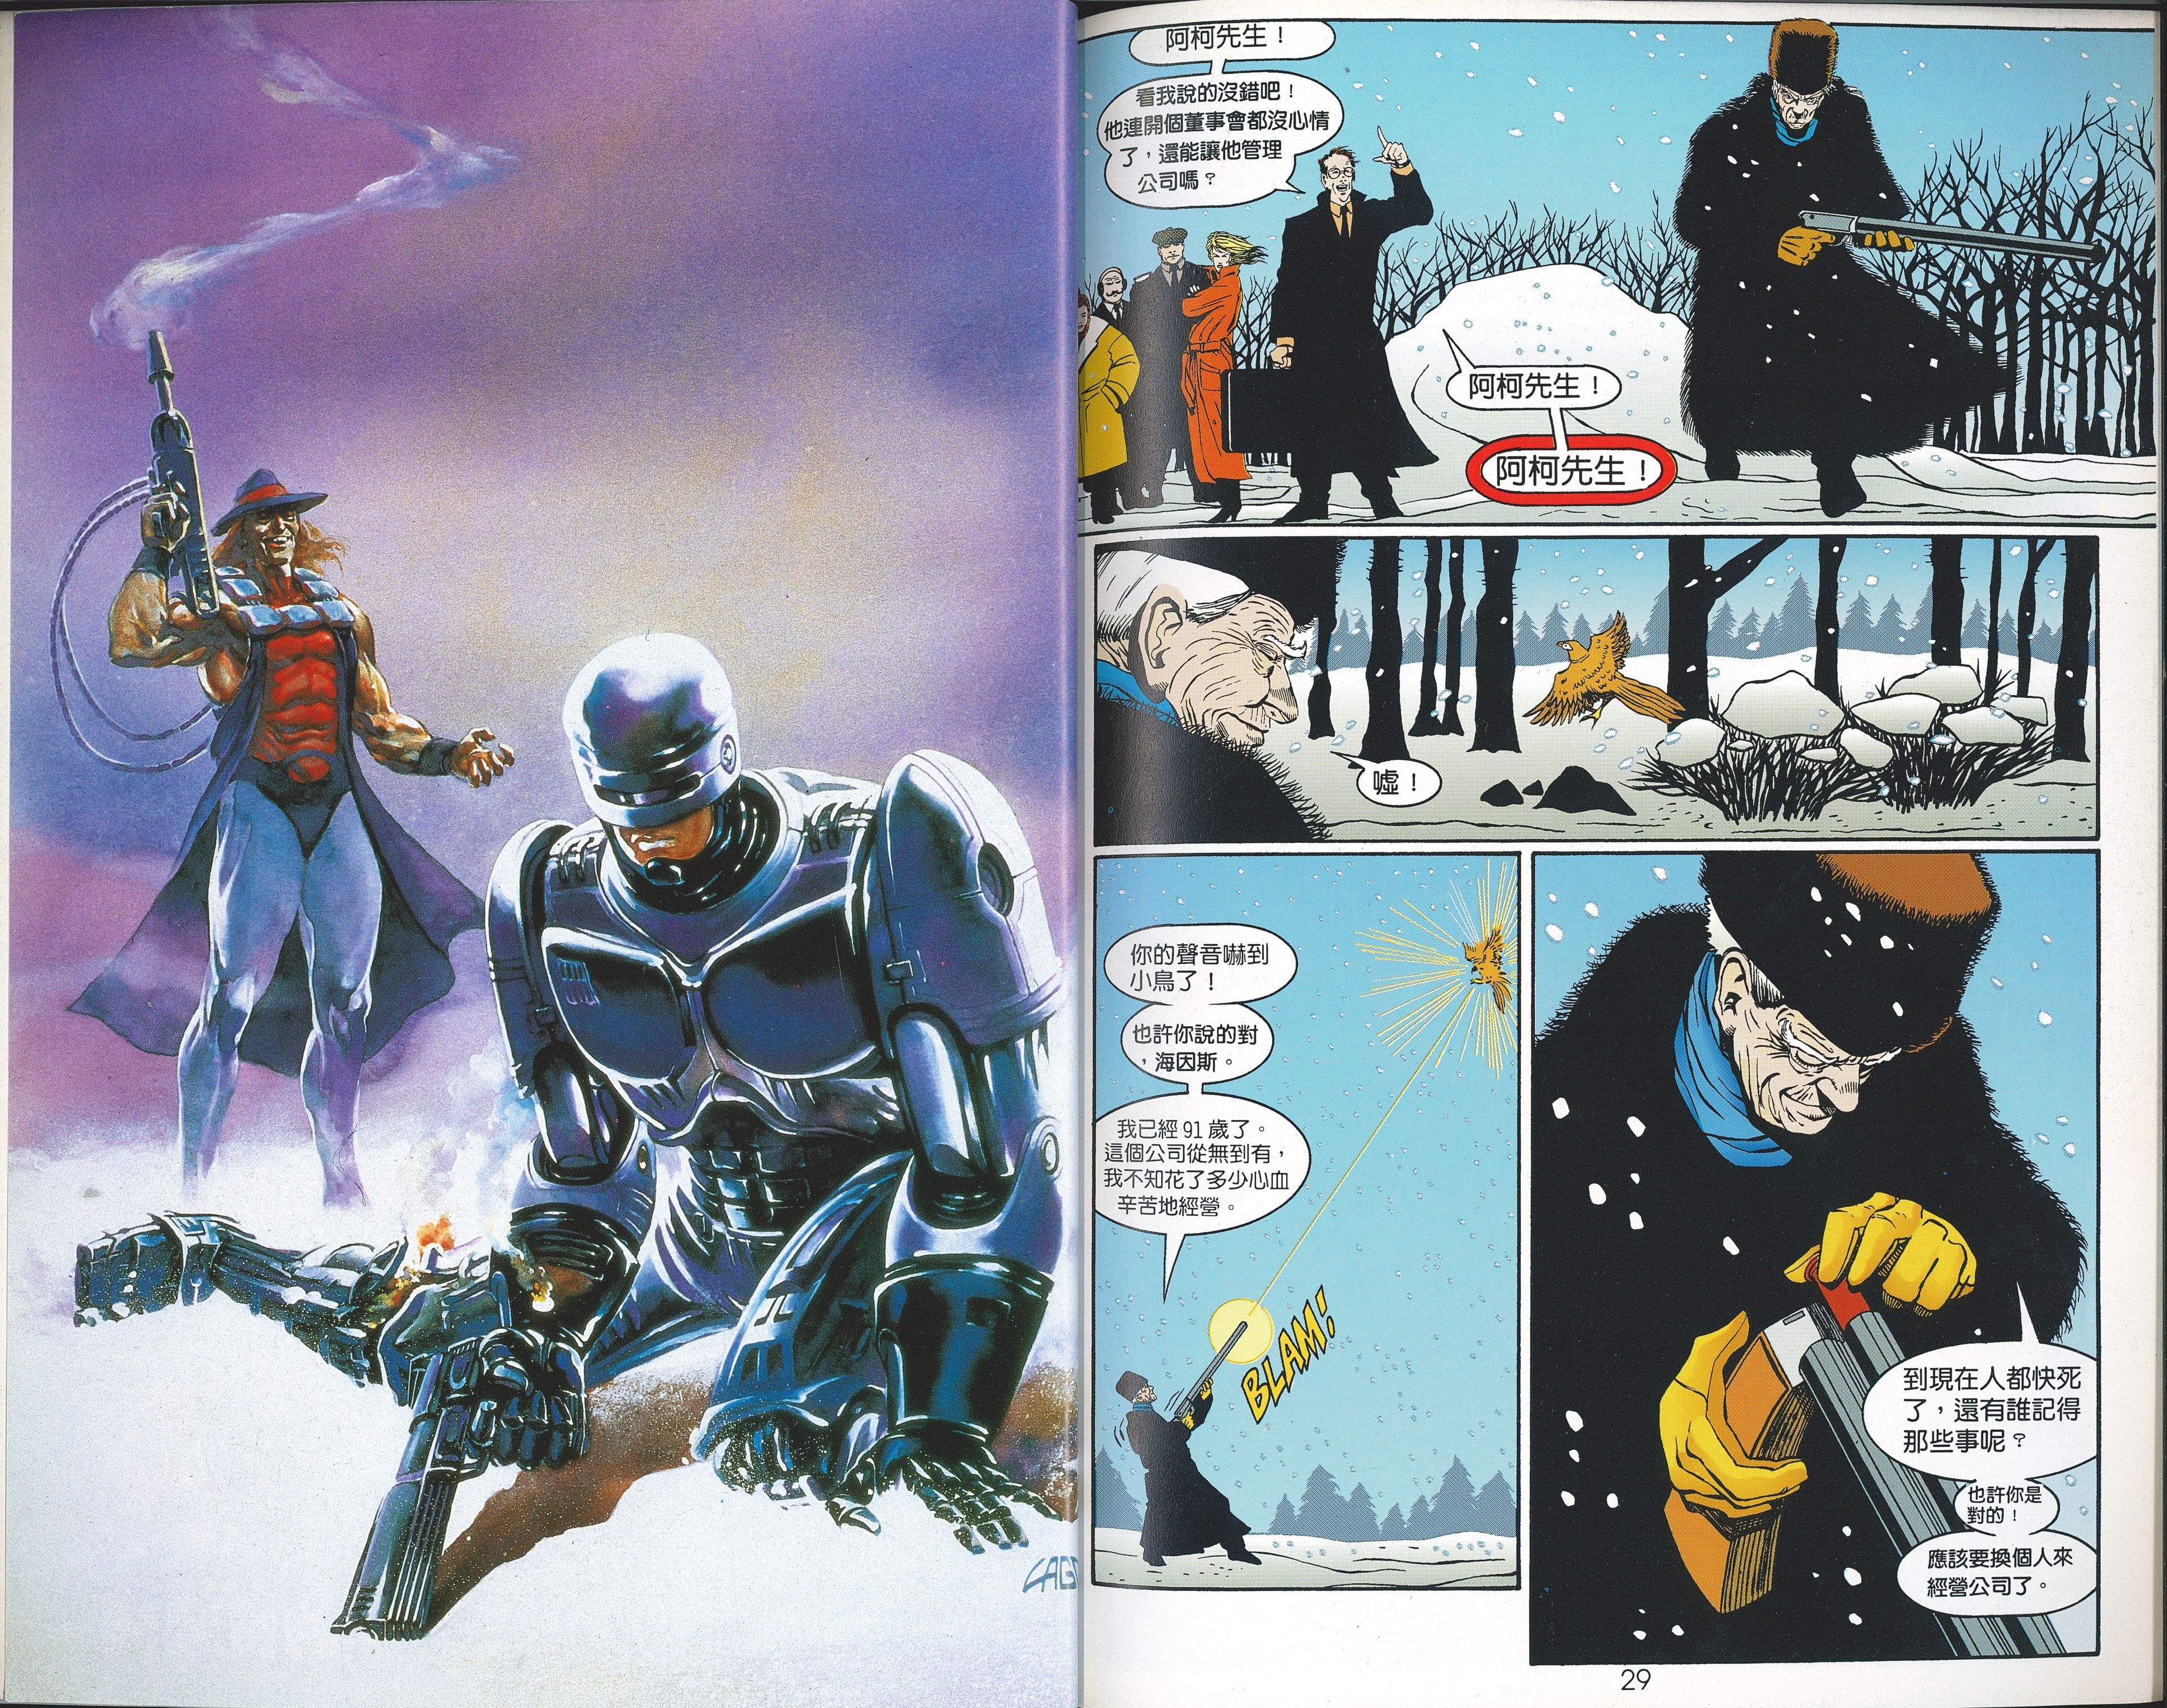 阿柯先生！
看我說的沒錯吧！
他連開個董事會都沒心情
了，還能讓他管理
公司嗎？
阿柯先生！
阿柯先生！
噓！
你的聲音嚇到
小鳥了！
也許你說的對
，海因斯。
我已經91歲了。
這個公司從無到有，
我不知花了多少心血
辛苦地經營。
BLAM!
到現在人都快死
了，還有誰記得
那些事呢？
也許你是
對的！
應該要換個人來
經營公司了。
29